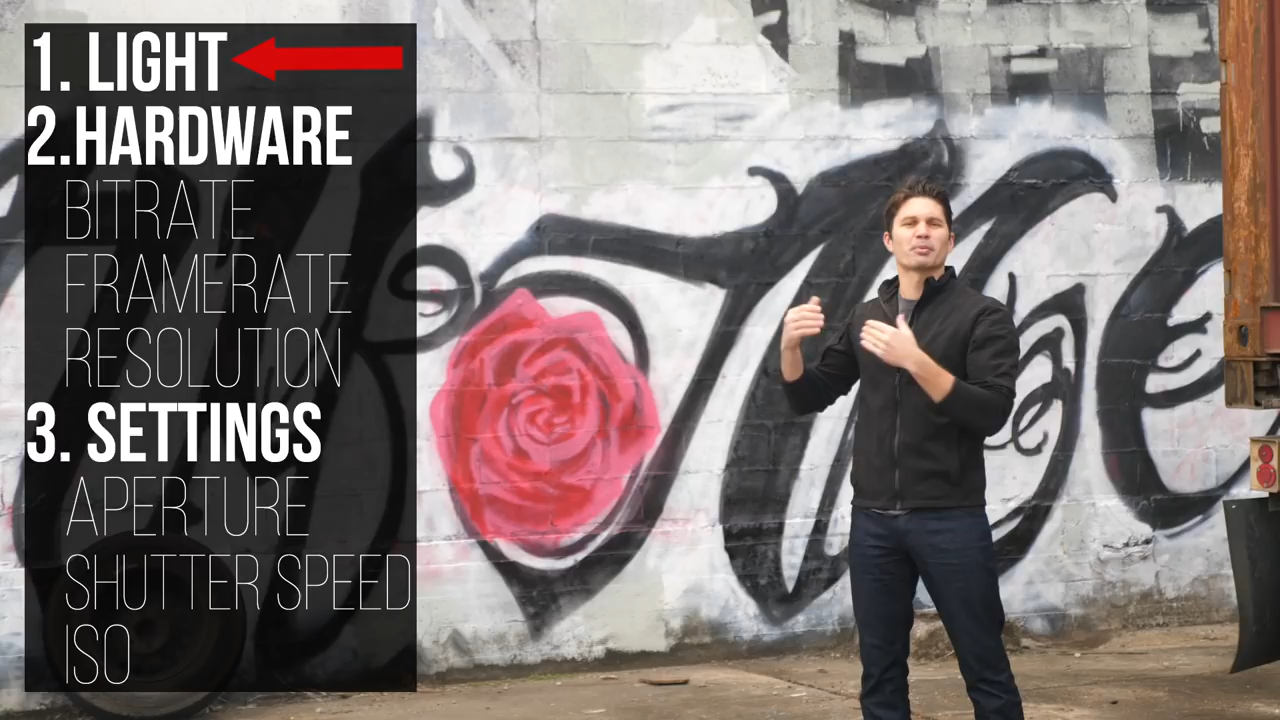 1. LIGHT
2.HARDWARE
BITRATE
FRAMERATE
RESOLUTION
3. SETTINGS
APERTURE
SHUTTER SPEED
ISO